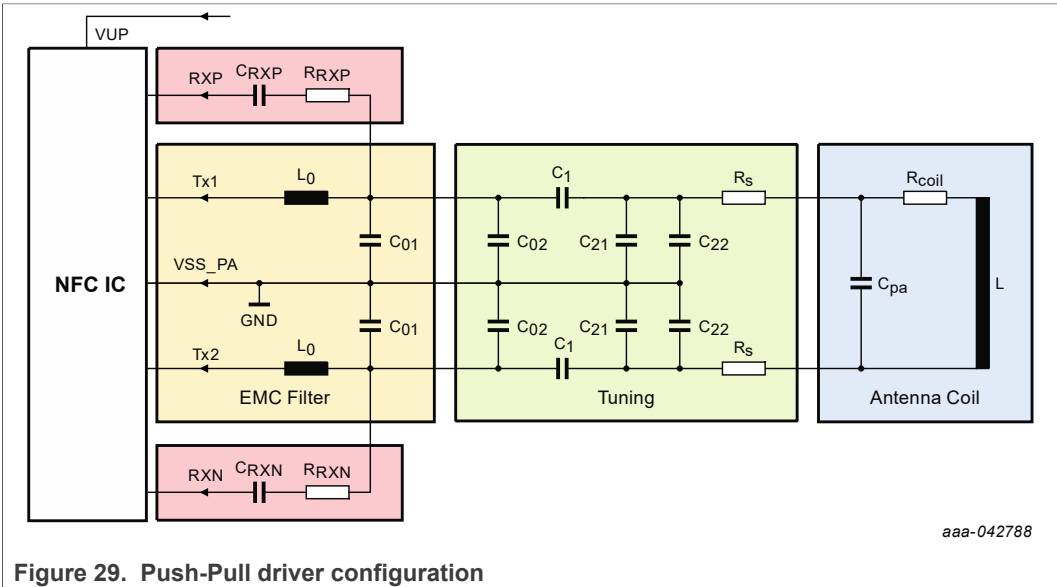 VUP
RXP
CRXP
RRXP
Tx1
L0
C01
VSS_PA
GND
NFC IC
C01
Tx2
L0
EMC Filter
RXN
CRXN
RRXN
C1
Rs
C02
C21
C22
C02
C21
C22
C1
Rs
Tuning
Rcoil
Cpa
L
Antenna Coil
aaa-042788
Figure 29. Push-Pull driver configuration